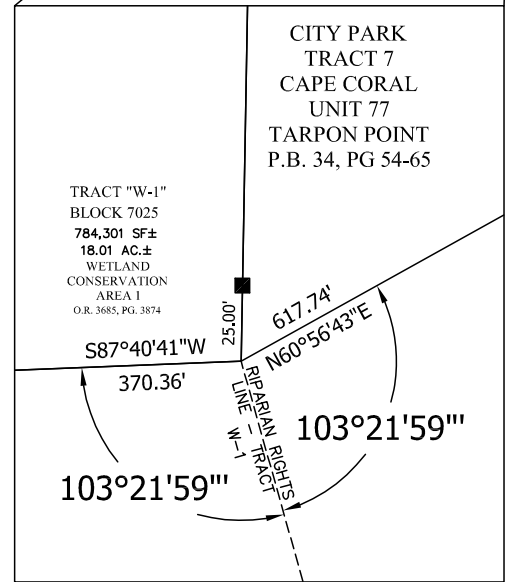 CITY PARK
TRACT 7
CAPE CORAL
UNIT 77
TARPON POINT
P.B. 34, PG 54-65
TRACT "W-1"
BLOCK 7025
784,301 SF±
18.01 AC.±
WETLAND
CONSERVATION
AREA 1
O.R. 3685, PG. 3874
25.00'
617.74'
N60°56'43"E
S87°40'41"W
370.36'
RIPARIAN RIGHTS
LINE - TRACT
W-1
103°21'59'"
103°21'59'"